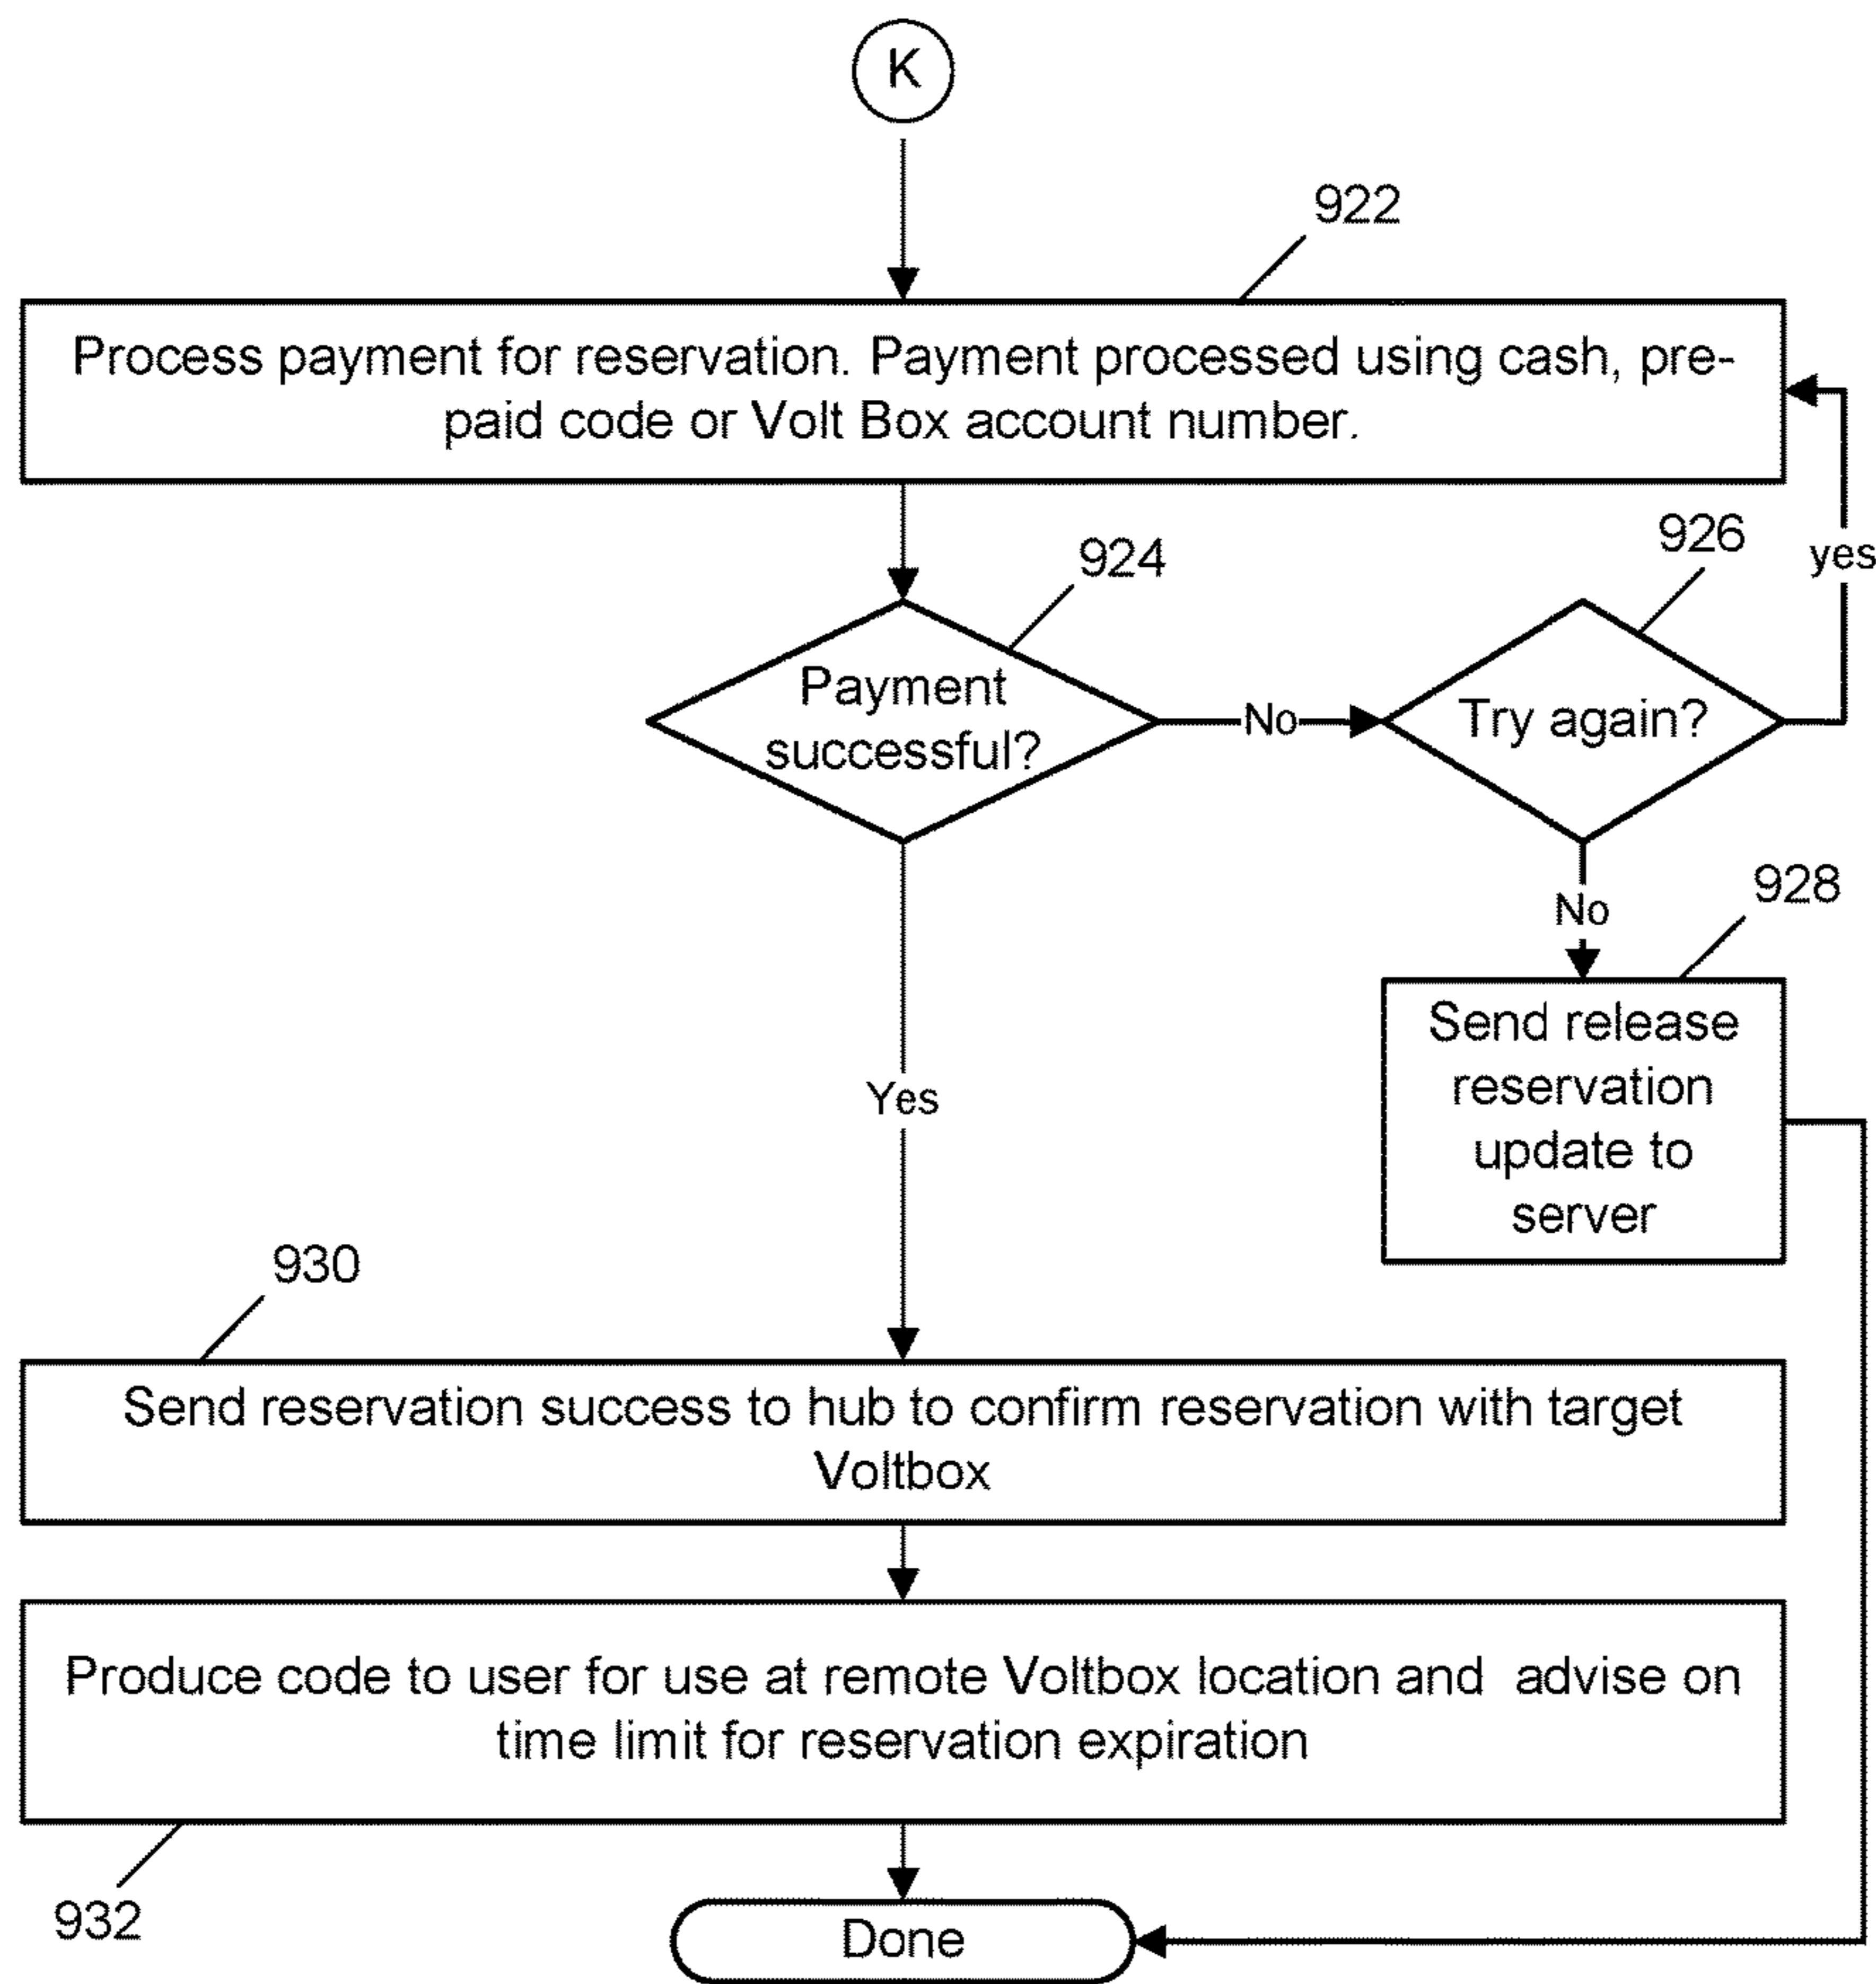 K
922
Process payment for reservation. Payment processed using cash, pre-
paid code or Volt Box account number.
924
926
yes
Payment
successful?
No
Try again?
No
928
Send release
reservation
update to
server
Yes
930
Send reservation success to hub to confirm reservation with target
Voltbox
Produce code to user for use at remote Voltbox location and advise on
time limit for reservation expiration
932
Done